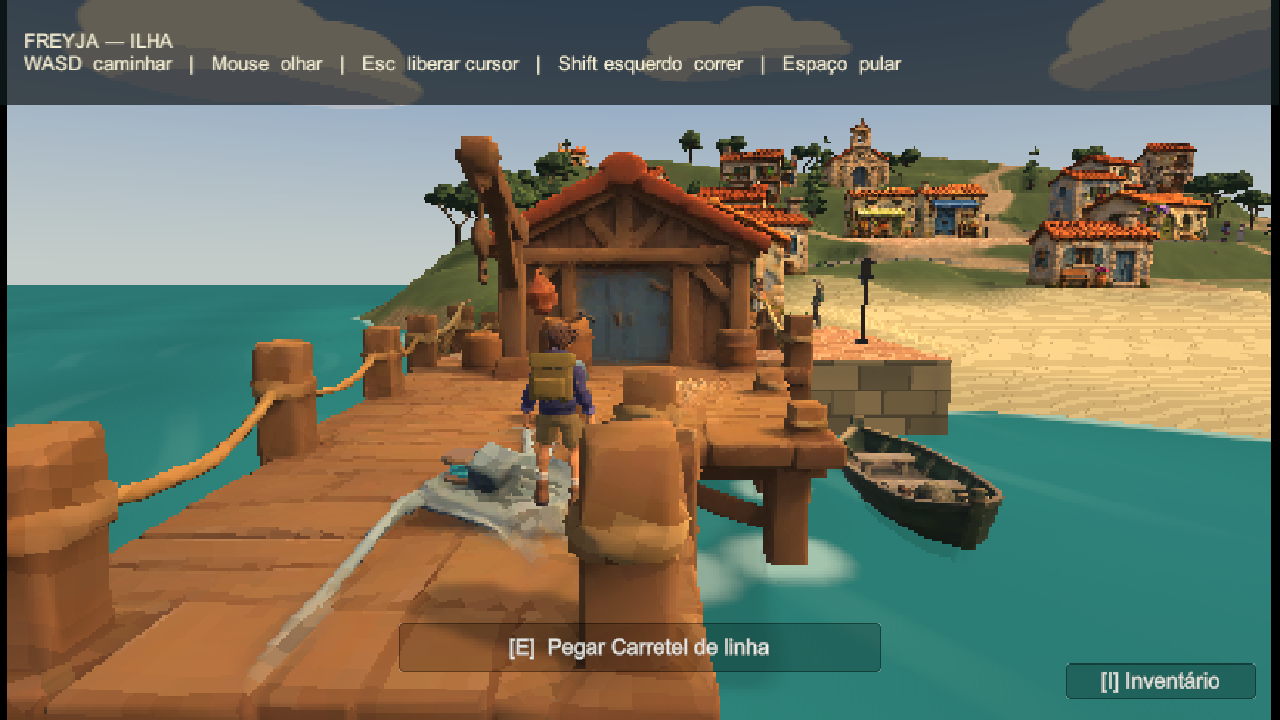 FREYJA — ILHA
WASD caminhar | Mouse olhar | Esc liberar cursor | Shift esquerdo correr | Espaço pular
[E] Pegar Carretel de linha
[I] Inventário